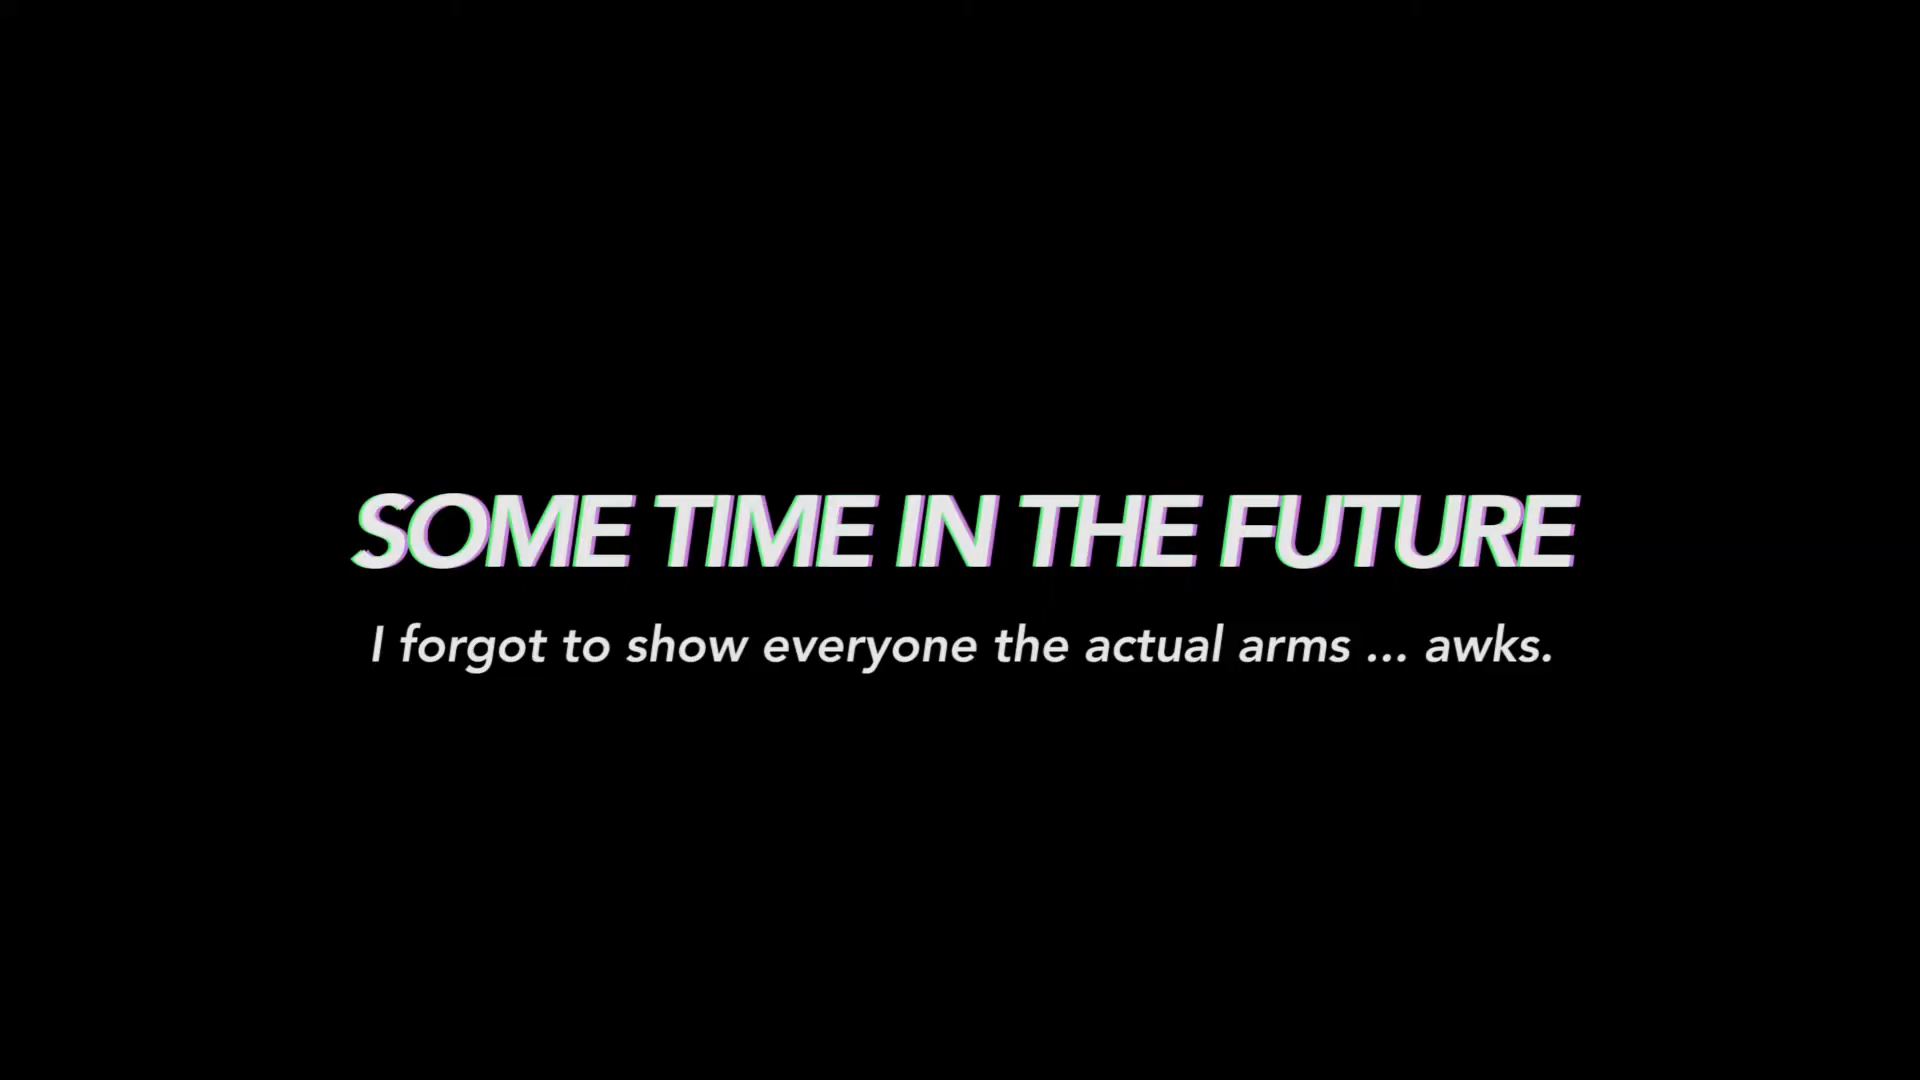 SOME TIME IN THE FUTURE
I forgot to show everyone the actual arms ... awks.